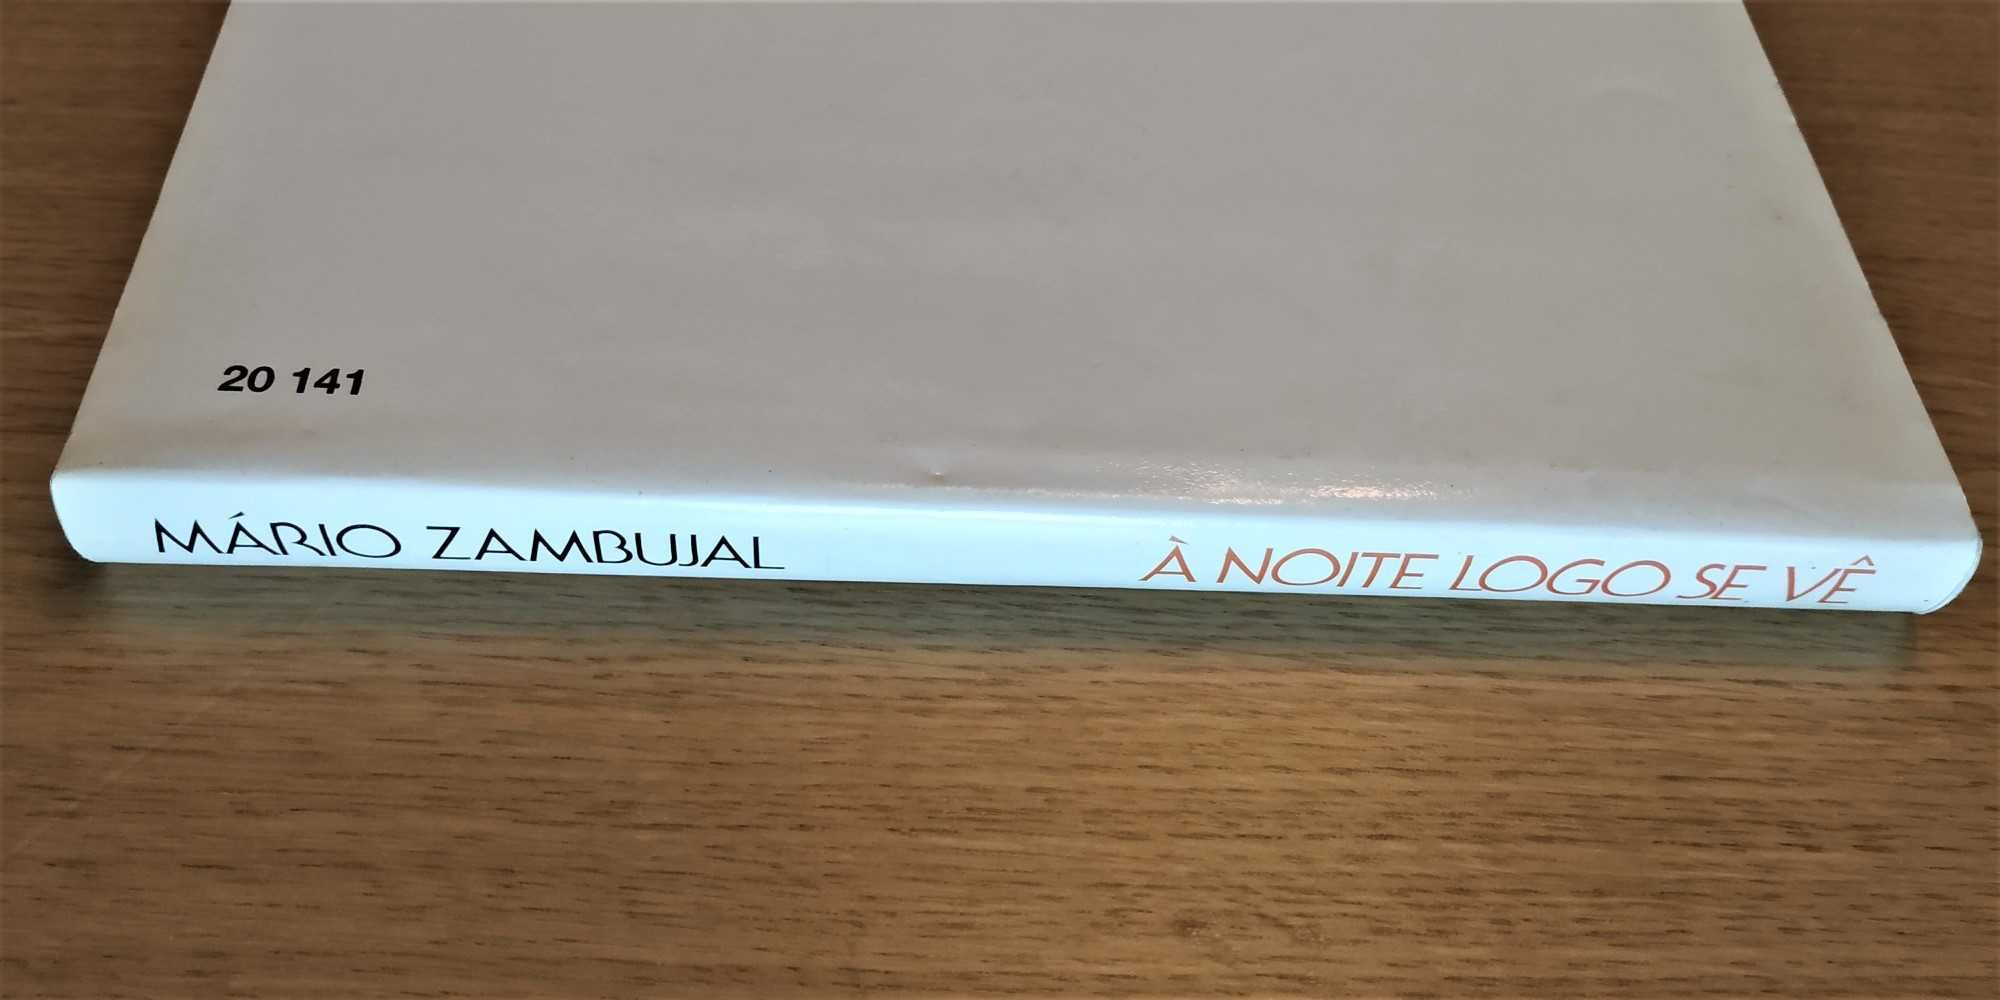 20 141
MÁRIO ZAMBUJAL À NOITE LOGO SE VÊ